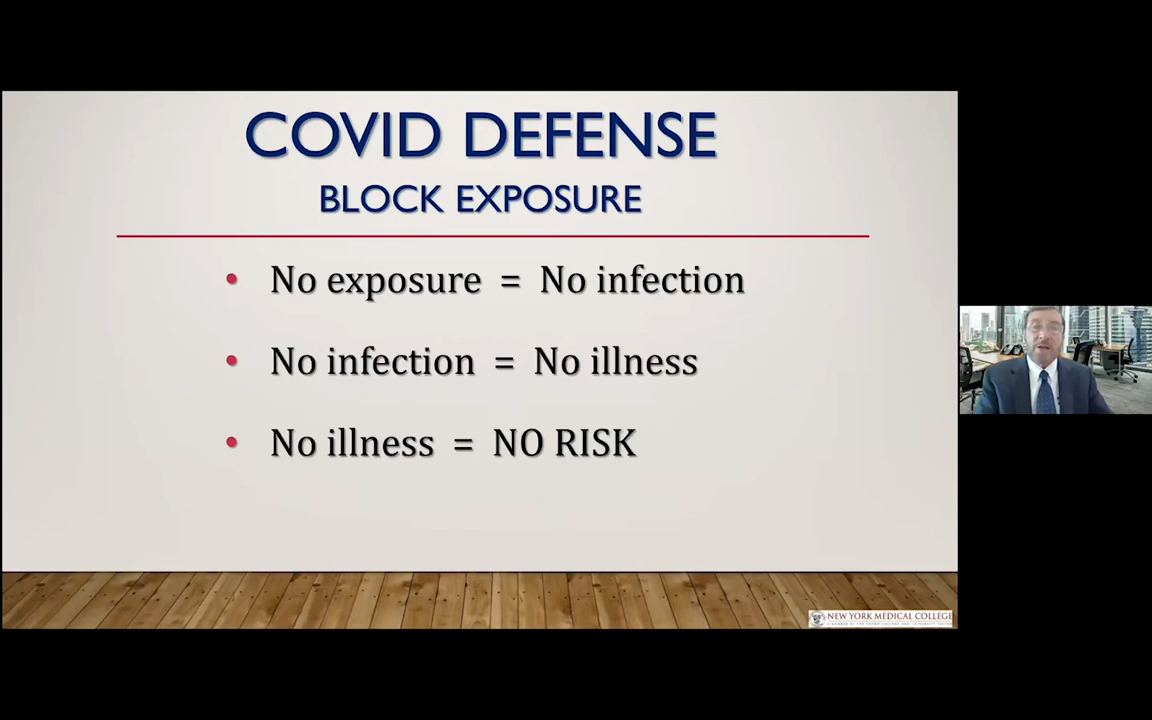 COVID DEFENSE
BLOCK EXPOSURE
• No exposure = No infection
• No infection = No illness
• No illness = NO RISK
NEW YORK MEDICAL COLLEGE